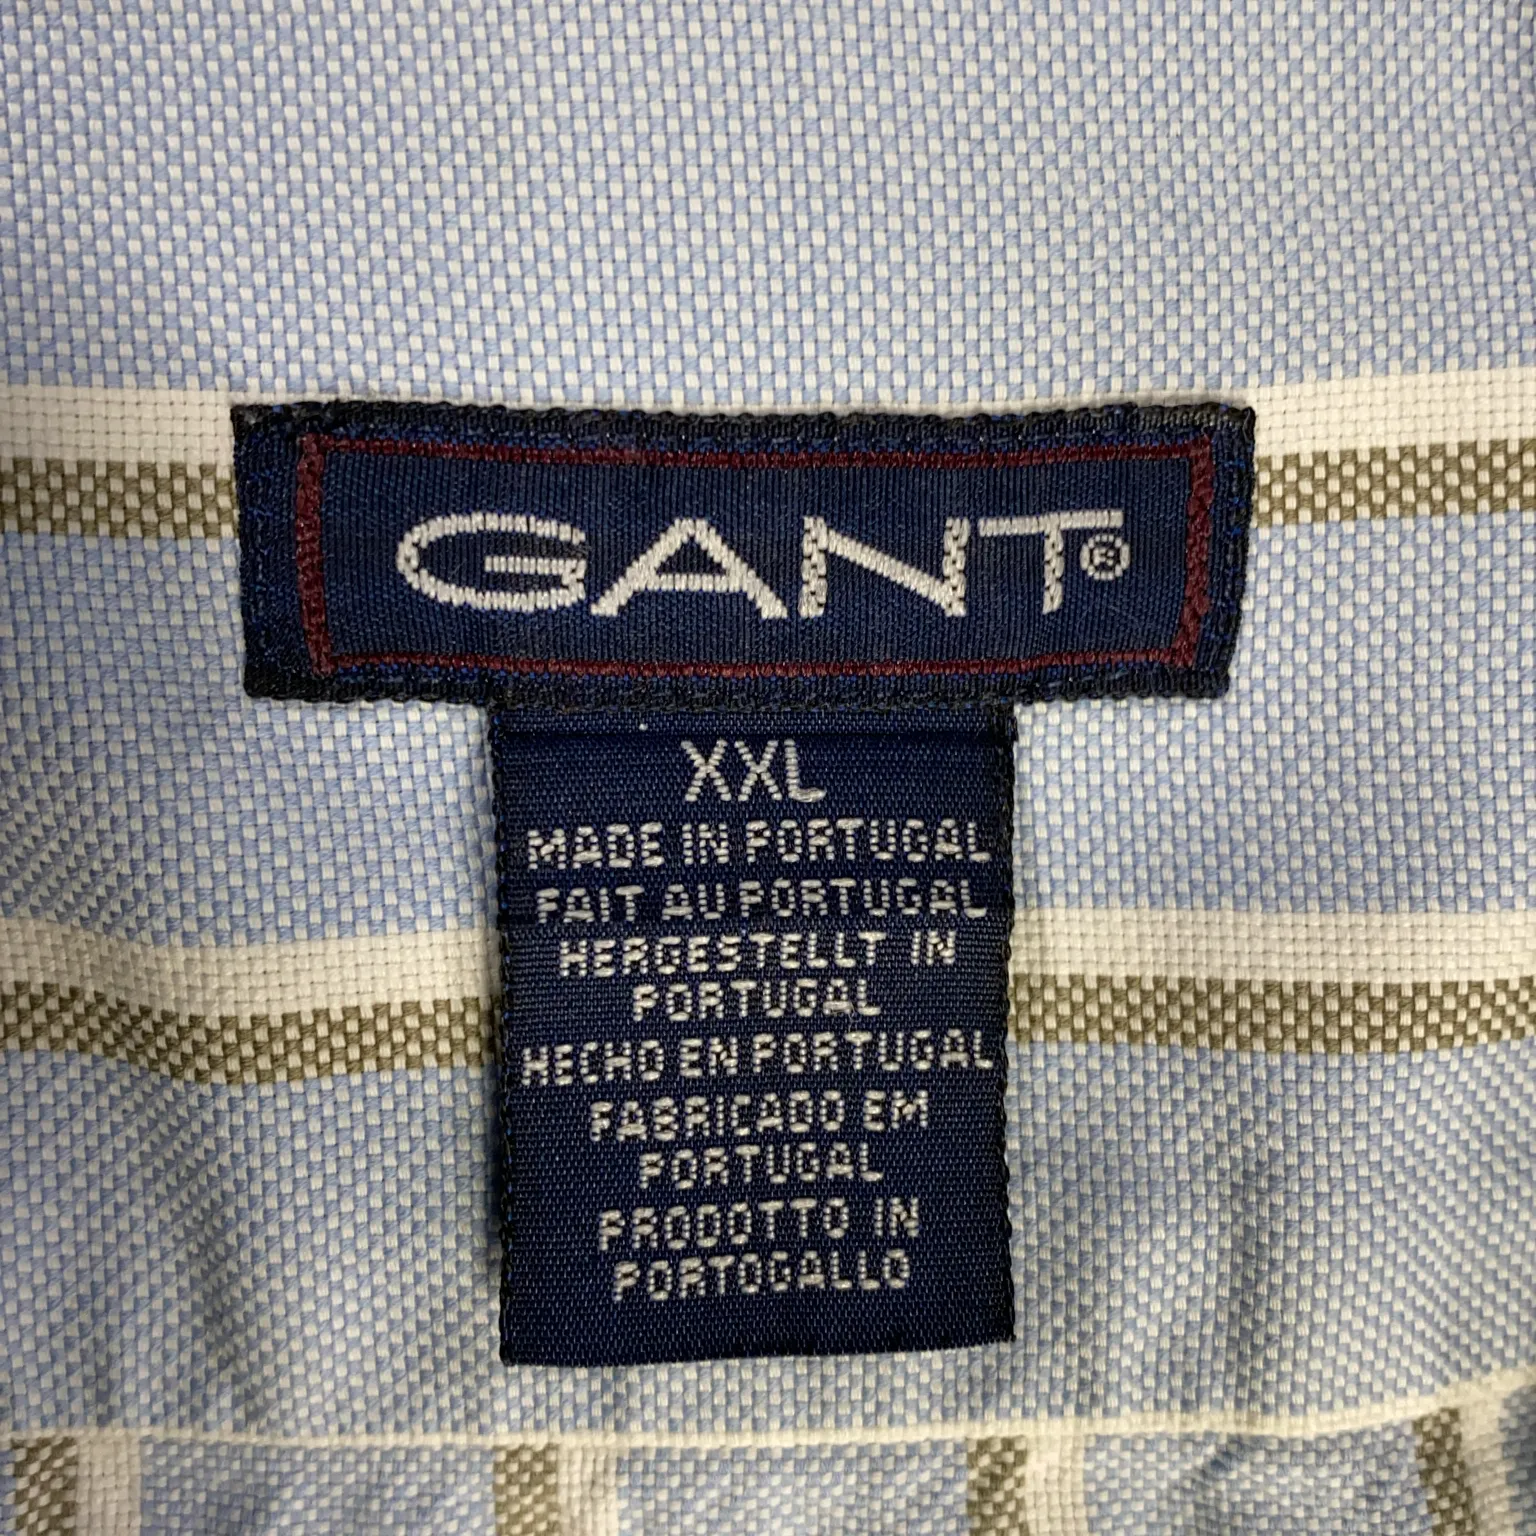 GANT®
XXL
MADE IN PORTUGAL
FAIT AU PORTUGAL
HERGESTELLT IN
PORTUGAL
HECHO EN PORTUGAL
FABRICADO EM
PORTUGAL
PRODOTTO IN
PORTOGALLO